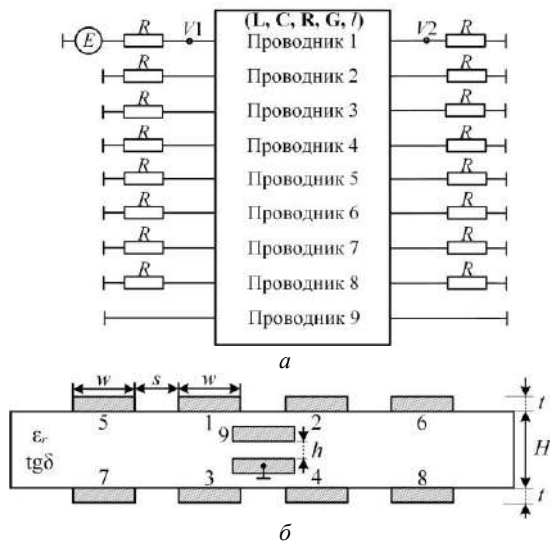 (L, C, R, G, l)
E R V1 Проводник 1 V2 R
R Проводник 2 R
R Проводник 3 R
R Проводник 4 R
R Проводник 5 R
R Проводник 6 R
R Проводник 7 R
R Проводник 8 R
Проводник 9
а
w s w t
5 1 2 6
εr 9 h H
tgδ
7 3 4 8 t
б